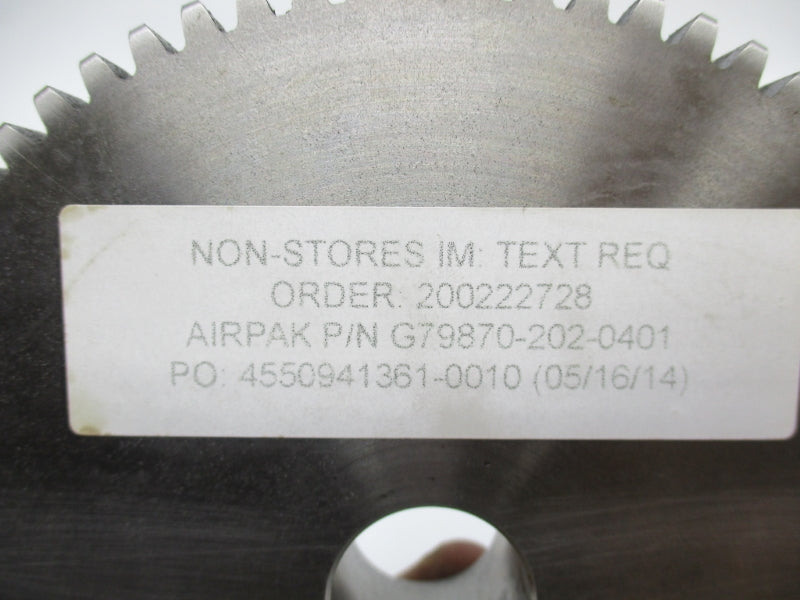 NON-STORES IM: TEXT REQ
ORDER: 200222728
AIRPAK P/N G79870-202-0401
PO: 4550941361-0010 (05/16/14)